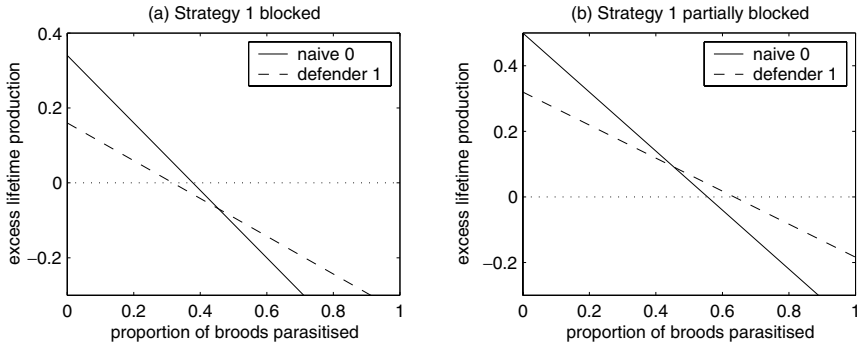 (a) Strategy 1 blocked
naive 0
defender 1
excess lifetime production
0.4
0.2
0
−0.2
0 0.2 0.4 0.6 0.8 1
proportion of broods parasitised
(b) Strategy 1 partially blocked
naive 0
defender 1
excess lifetime production
0.4
0.2
0
−0.2
0 0.2 0.4 0.6 0.8 1
proportion of broods parasitised